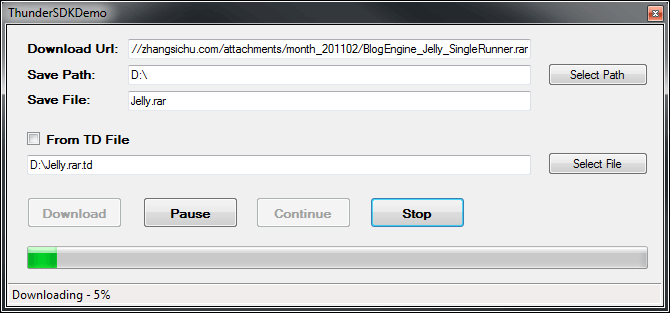 ThunderSDKDemo
Download Url: //zhangsichu.com/attachments/month_201102/BlogEngine_Jelly_SingleRunner.rar
Save Path: D:\ Select Path
Save File: Jelly.rar
From TD File
D:\Jelly.rar.td Select File
Download Pause Continue Stop
Downloading - 5%